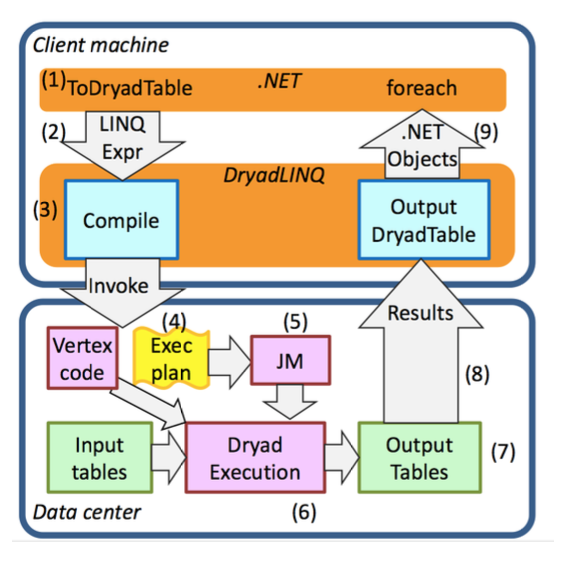 Client machine
(1) ToDryadTable .NET foreach
(2) LINQ
Expr
.NET
Objects
(9)
DryadLINQ
(3) Compile
Output
DryadTable
Invoke
Results
(4) (5)
Vertex
code
Exec
plan
JM
(8)
Input
tables
Dryad
Execution
Output
Tables
(7)
Data center (6)